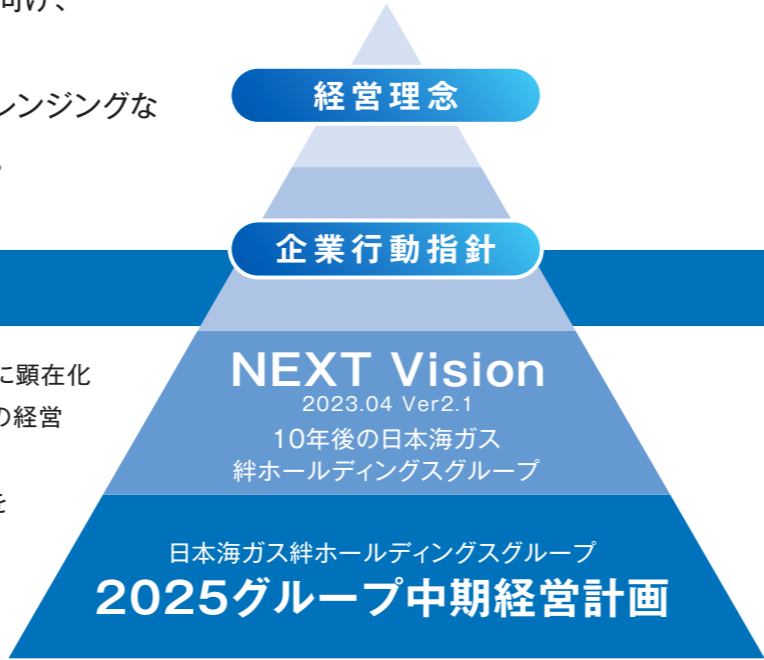 向け、
レンジングな
。
経営理念
企業行動指針
に顕在化
の経営
を
NEXT Vision
2023.04 Ver2.1
10年後の日本海ガス
絆ホールディングスグループ
日本海ガス絆ホールディングスグループ
2025グループ中期経営計画